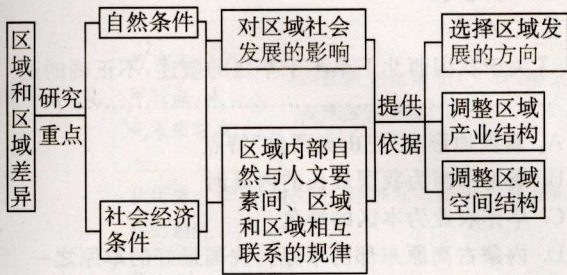 区域和区域差异
研究
重点
自然条件
社会经济
条件
对区域社会
发展的影响
区域内部自
然与人文要
素间、区域
和区域相互
联系的规律
提供
依据
选择区域发
展的方向
调整区域
产业结构
调整区域
空间结构